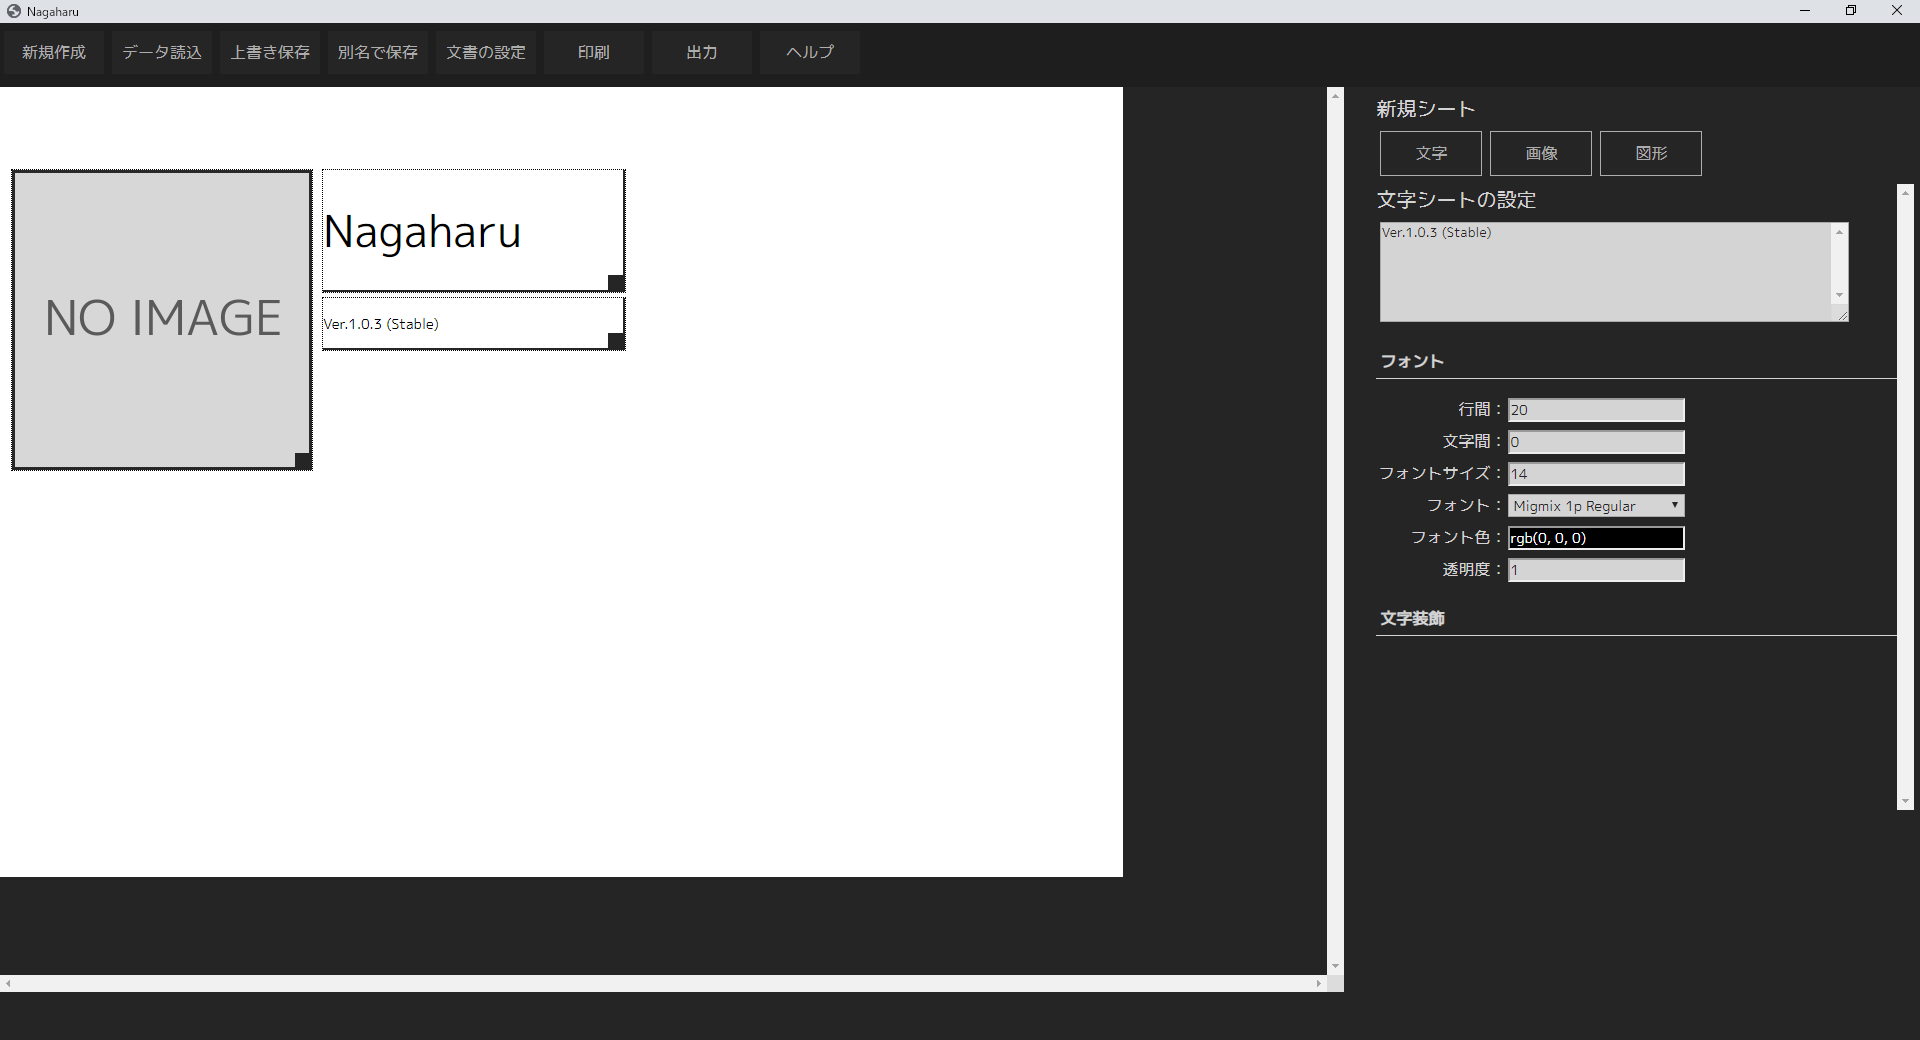 Nagaharu
新規作成 データ読込 上書き保存 別名で保存 文書の設定 印刷 出力 ヘルプ
新規シート
文字 画像 図形
文字シートの設定
Ver.1.0.3 (Stable)
NO IMAGE
Nagaharu
Ver.1.0.3 (Stable)
フォント
行間： 20
文字間： 0
フォントサイズ： 14
フォント： Migmix 1p Regular
フォント色： rgb(0, 0, 0)
透明度： 1
文字装飾